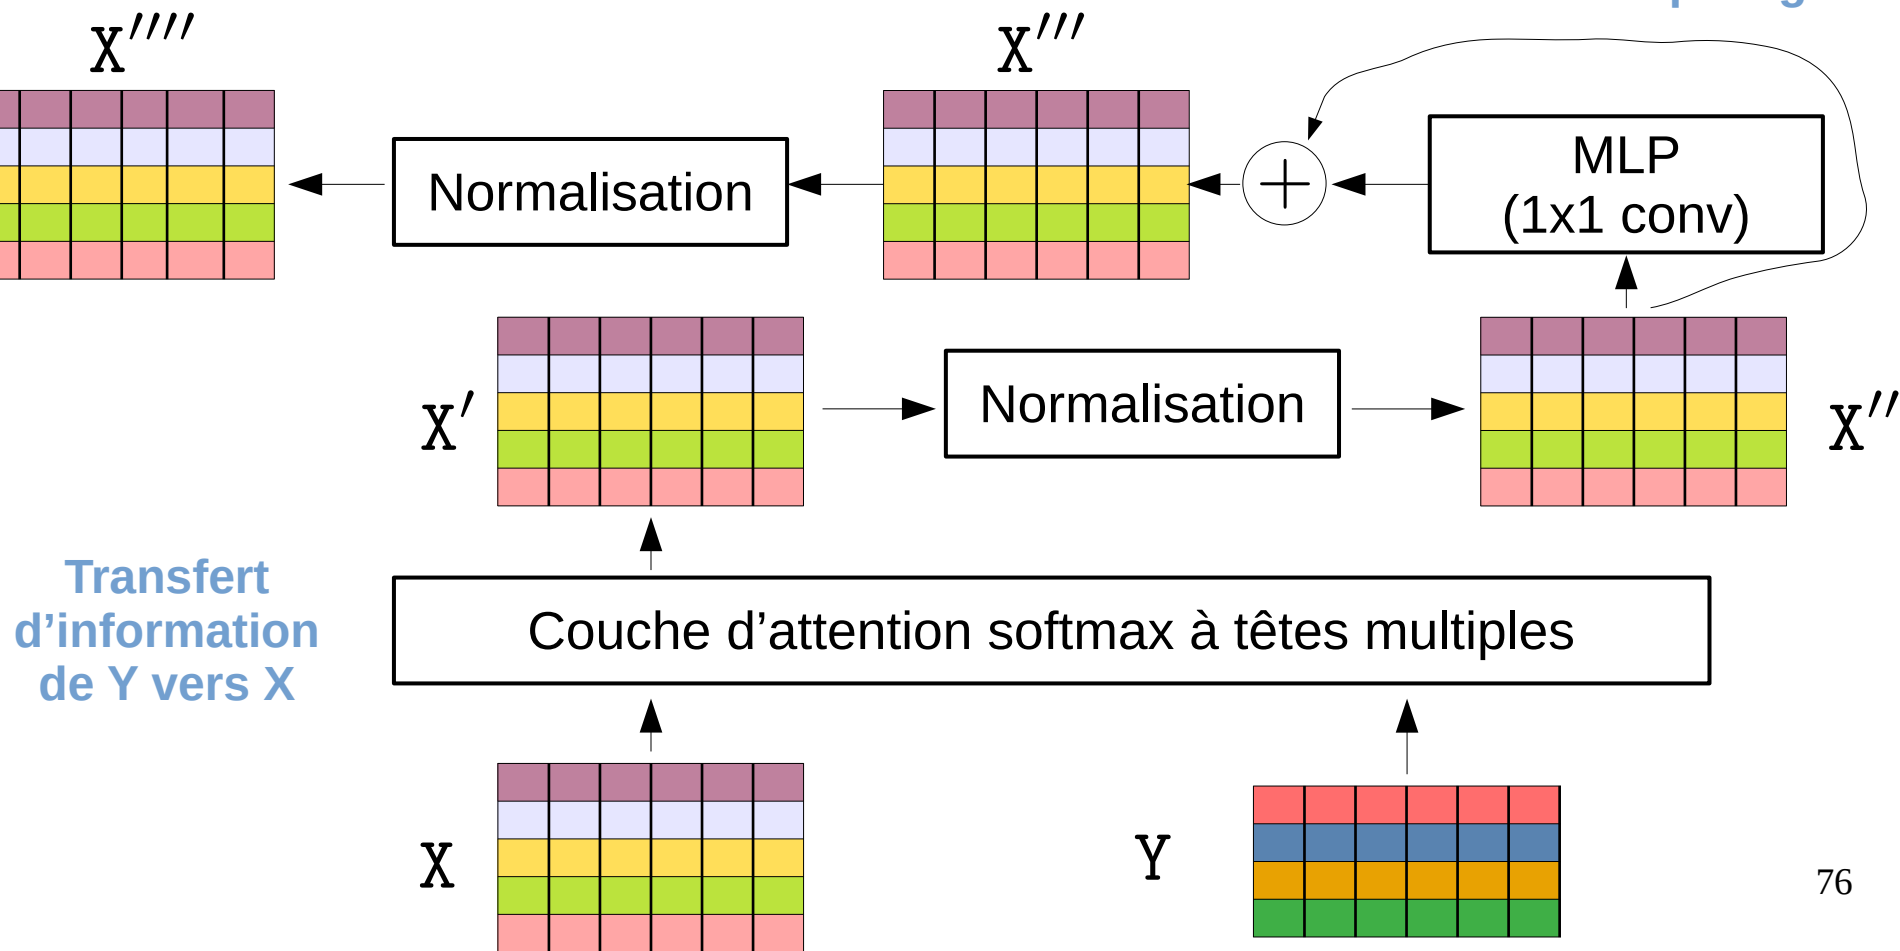 X′′′′
X′′′
Normalisation
MLP
(1x1 conv)
X′
Normalisation
X′′
Transfert
d’information
de Y vers X
Couche d’attention softmax à têtes multiples
X
Y
76